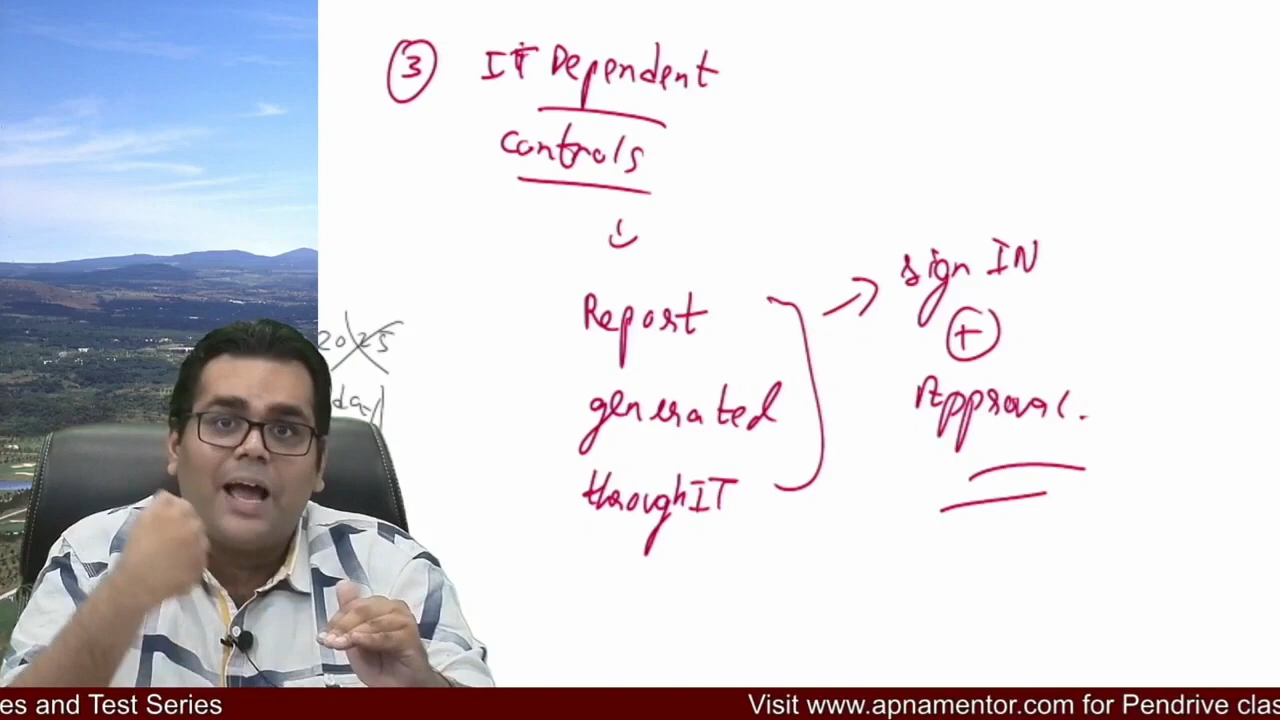 3 IT Dependent
controls
Report
generated
through IT
sign IN
+
Approval.
2025
day
es and Test Series
Visit www.apnamentor.com for Pendrive clas